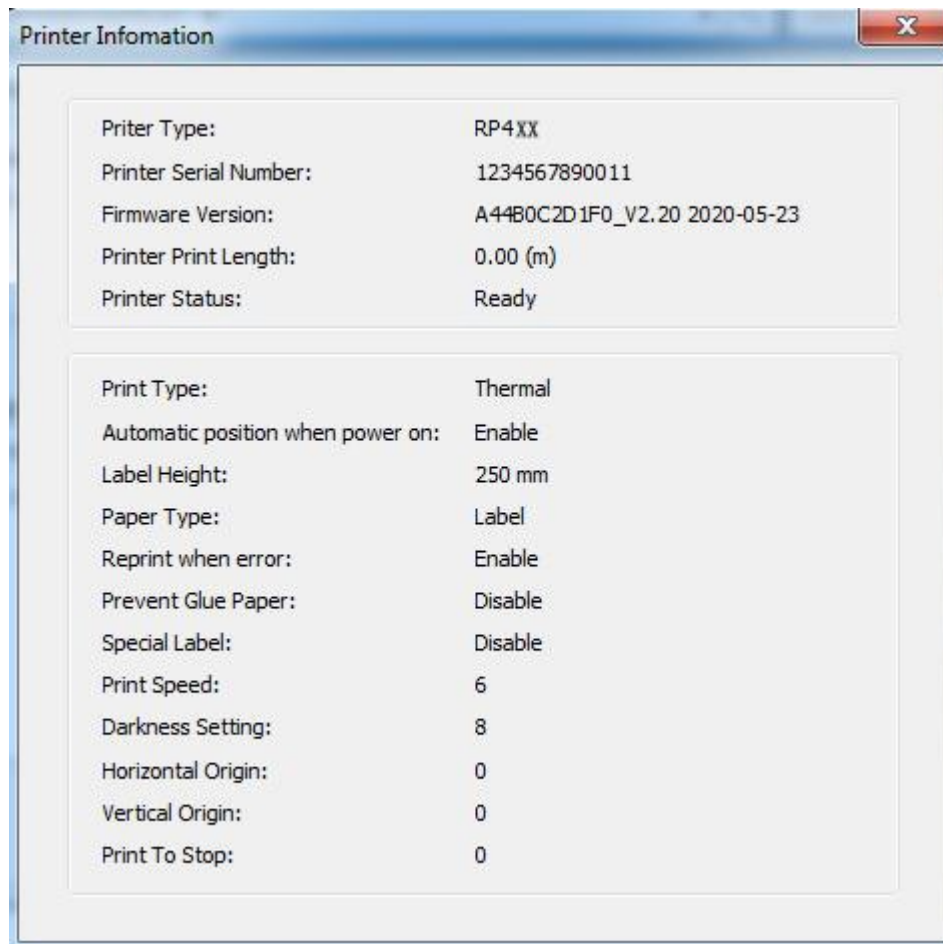 Printer Infomation
Priter Type: RP4XX
Printer Serial Number: 1234567890011
Firmware Version: A44B0C2D1F0_V2.20 2020-05-23
Printer Print Length: 0.00 (m)
Printer Status: Ready
Print Type: Thermal
Automatic position when power on: Enable
Label Height: 250 mm
Paper Type: Label
Reprint when error: Enable
Prevent Glue Paper: Disable
Special Label: Disable
Print Speed: 6
Darkness Setting: 8
Horizontal Origin: 0
Vertical Origin: 0
Print To Stop: 0